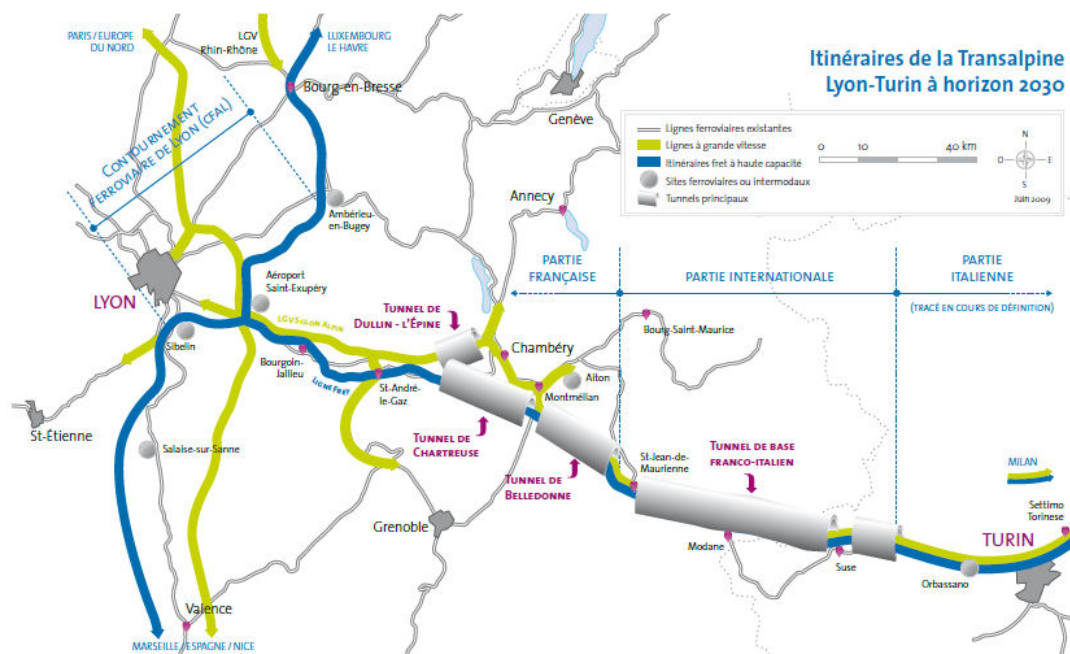 PARIS / EUROPE
DU NORD
LGV
Rhin-Rhône
LUXEMBOURG
LE HAVRE
Itinéraires de la Transalpine
Lyon-Turin à horizon 2030
Bourg-en-Bresse
Genève
Lignes ferroviaires existantes
Lignes à grande vitesse
Itinéraires fret à haute capacité
Sites ferroviaires ou intermodaux
Tunnels principaux
0 10 40 km
N
O E
S
Juin 2009
CONTOURNEMENT
FERROVIAIRE DE LYON (CFAL)
Annecy
Ambérieu-
en-Bugey
PARTIE
FRANÇAISE
PARTIE INTERNATIONALE
PARTIE
ITALIENNE
(TRACÉ EN COURS DE DÉFINITION)
Aéroport
Saint-Exupéry
LYON
TUNNEL DE
DULLIN - L'ÉPINE
LGV SILLON ALPIN
Bourg-Saint-Maurice
Sibelin
Chambéry
Bourgoin-
Jallieu
LIGNE FRET
St-André-
le-Gaz
Aiton
Montmélian
St-Étienne
Salaise-sur-Sanne
TUNNEL DE
CHARTREUSE
TUNNEL DE
BELLEDONNE
St-Jean-de-
Maurienne
TUNNEL DE BASE
FRANCO-ITALIEN
MILAN
Settimo
Torinese
Grenoble
Modane
Suse
TURIN
Orbassano
Valence
MARSEILLE / ESPAGNE / NICE